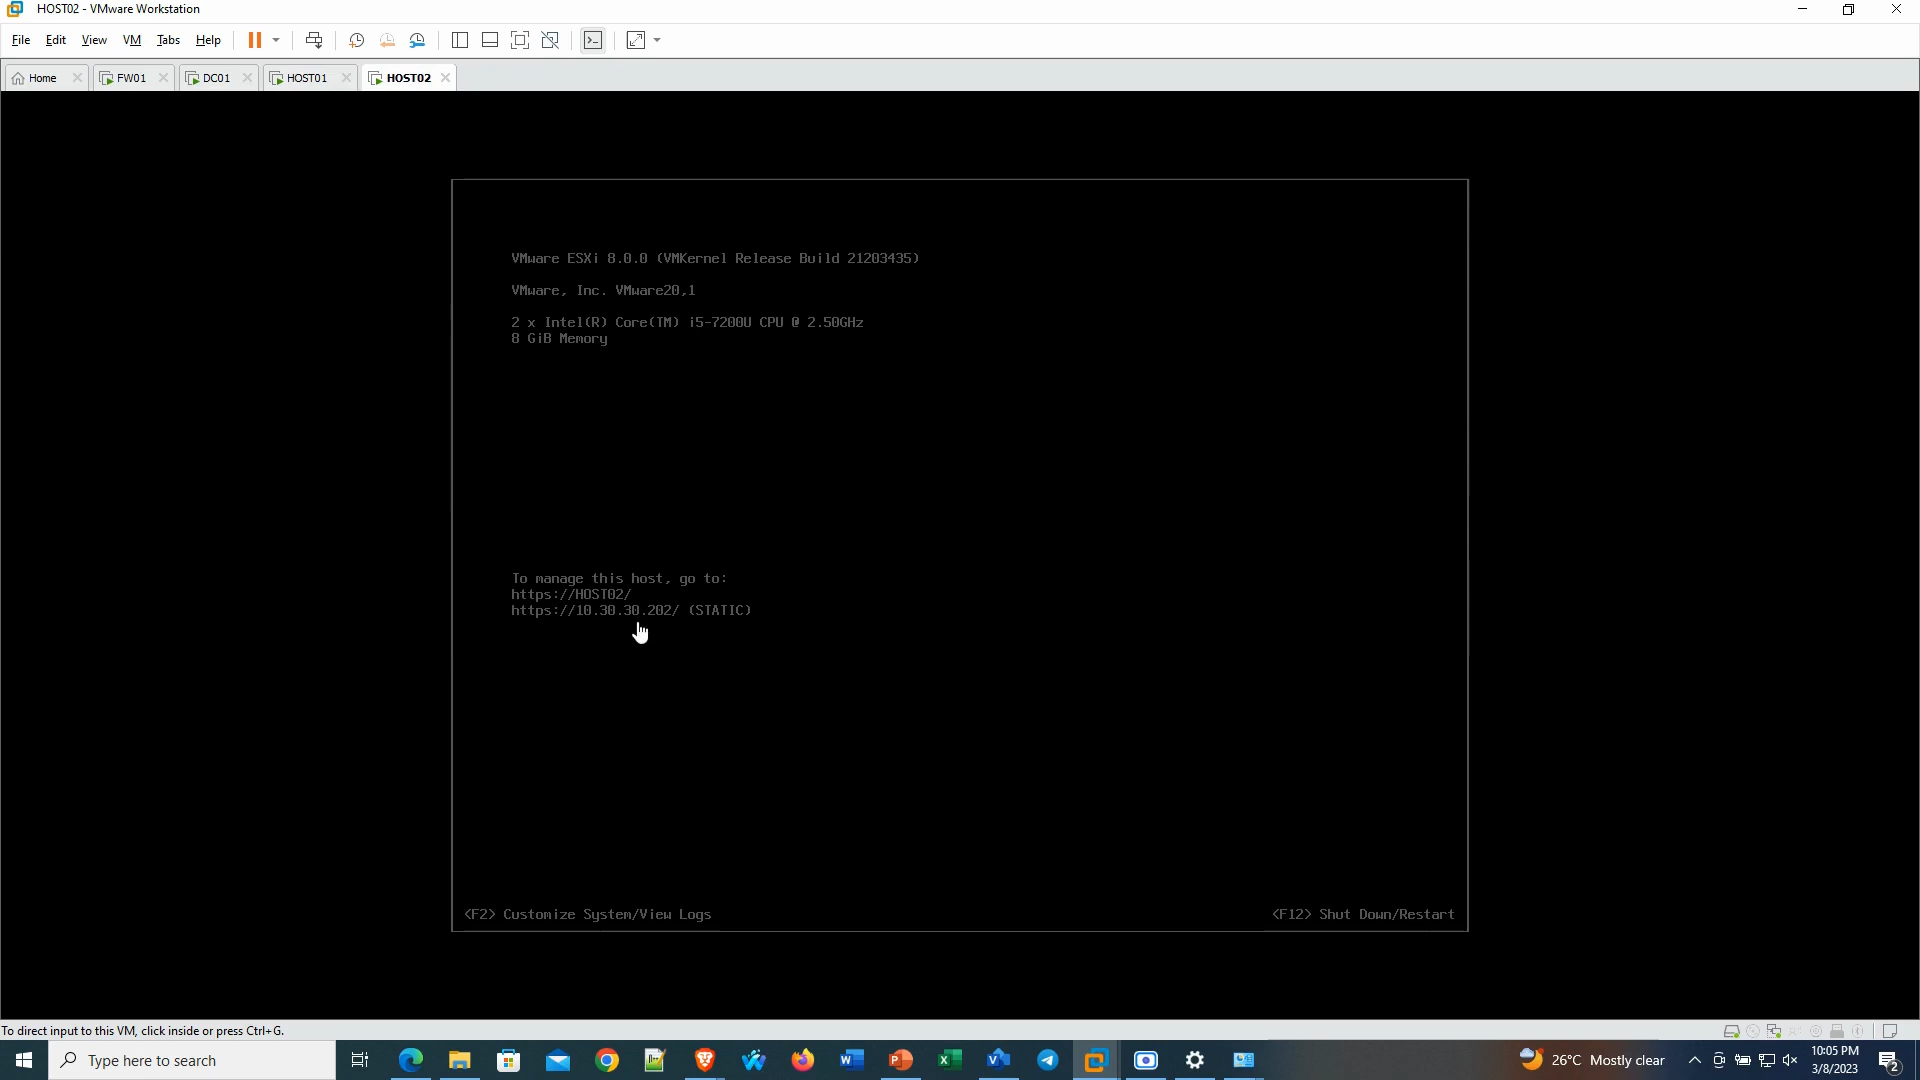 HOST02 - VMware Workstation
File Edit View VM Tabs Help
Home FW01 DC01 HOST01 HOST02
VMware ESXi 8.0.0 (VMKernel Release Build 21203435)
VMware, Inc. VMware20,1
2 x Intel(R) Core(TM) i5-7200U CPU @ 2.50GHz
8 GiB Memory
To manage this host, go to:
https://HOST02/
https://10.30.30.202/ (STATIC)
<F2> Customize System/View Logs <F12> Shut Down/Restart
To direct input to this VM, click inside or press Ctrl+G.
Type here to search 26°C Mostly clear 10:05 PM
3/8/2023 2